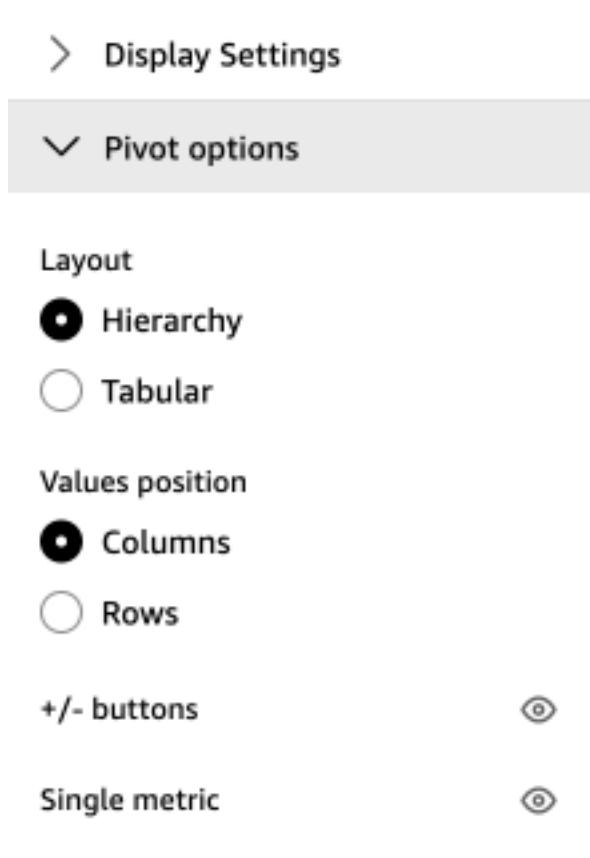 Display Settings
Pivot options
Layout
Hierarchy
Tabular
Values position
Columns
Rows
+/- buttons
Single metric